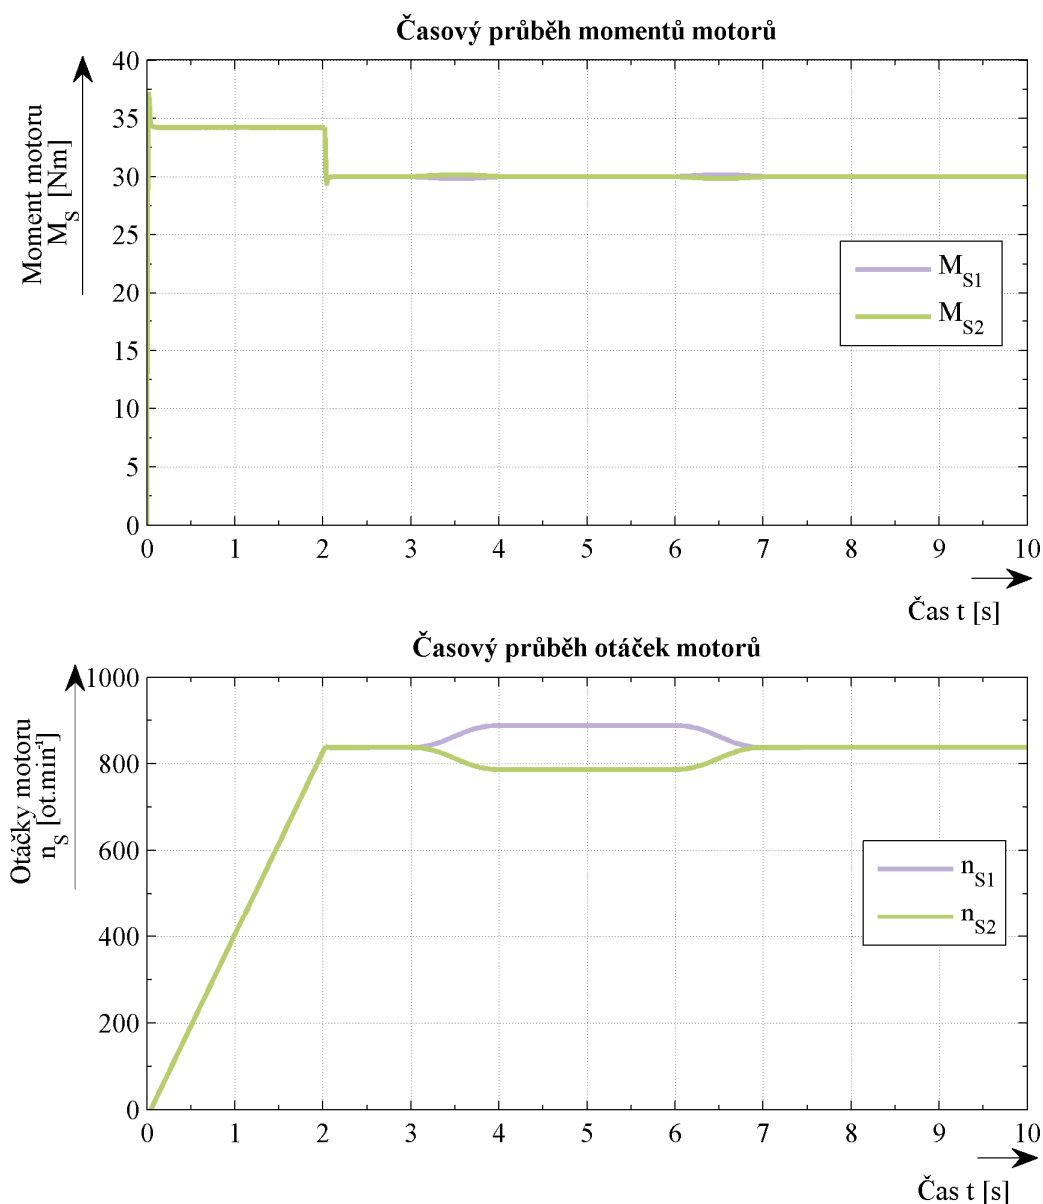 Časový průběh momentů motorů
Moment motoru
M_S [Nm]
40
35
30
25
20
15
10
5
0
M_S1
M_S2
0 1 2 3 4 5 6 7 8 9 10
Čas t [s]
Časový průběh otáček motorů
Otáčky motoru
n_S [ot.min⁻¹]
1000
800
600
400
200
0
n_S1
n_S2
0 1 2 3 4 5 6 7 8 9 10
Čas t [s]